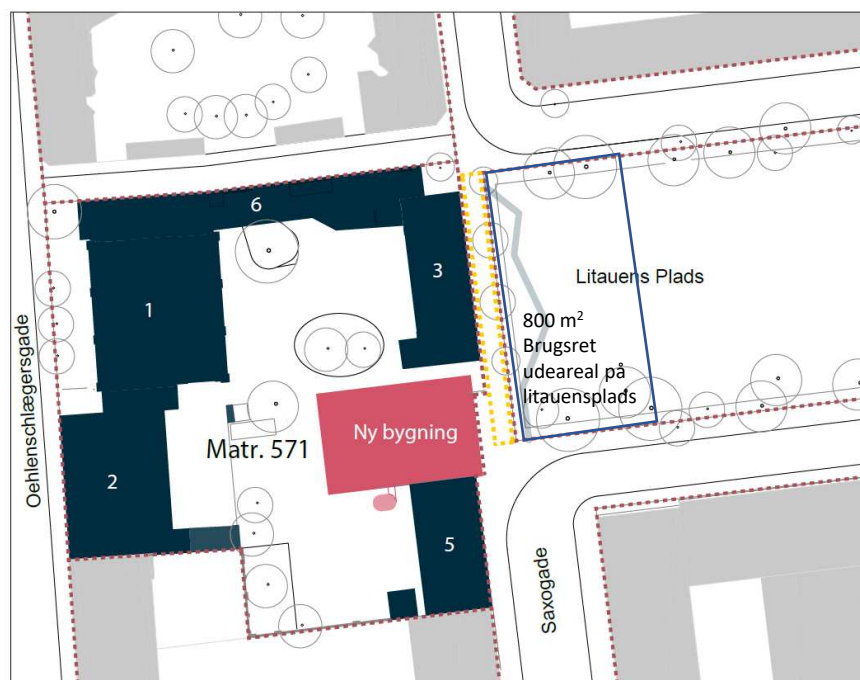 6
1
3
Litauens Plads
800 m²
Brugsret
udeareal på
litauensplads
Oehlenschlægersgade
Ny bygning
Matr. 571
2
5
Saxogade